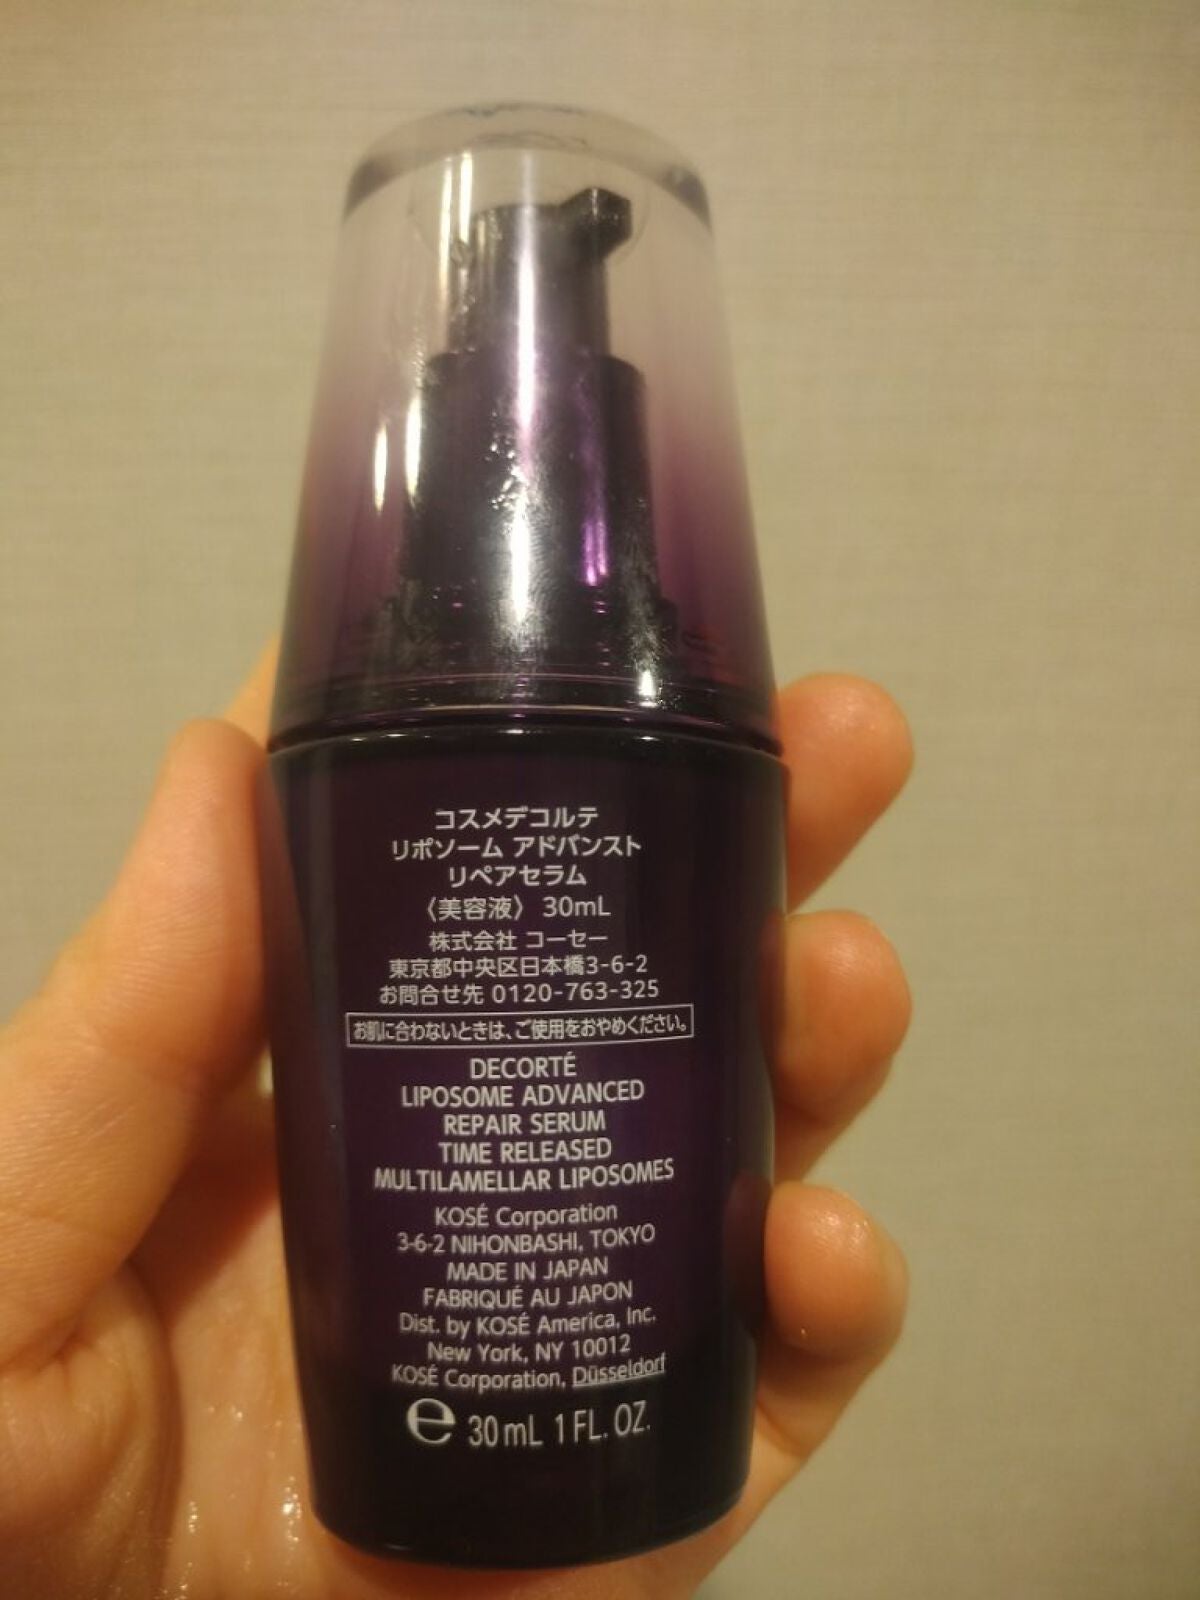 コスメデコルテ
リポソーム アドバンスト
リペアセラム
〈美容液〉 30mL
株式会社 コーセー
東京都中央区日本橋3-6-2
お問合せ先 0120-763-325
お肌に合わないときは、ご使用をおやめください。
DECORTÉ
LIPOSOME ADVANCED
REPAIR SERUM
TIME RELEASED
MULTILAMELLAR LIPOSOMES
KOSÉ Corporation
3-6-2 NIHONBASHI, TOKYO
MADE IN JAPAN
FABRIQUÉ AU JAPON
Dist. by KOSÉ America, Inc.
New York, NY 10012
KOSÉ Corporation, Düsseldorf
℮ 30mL 1 FL. OZ.